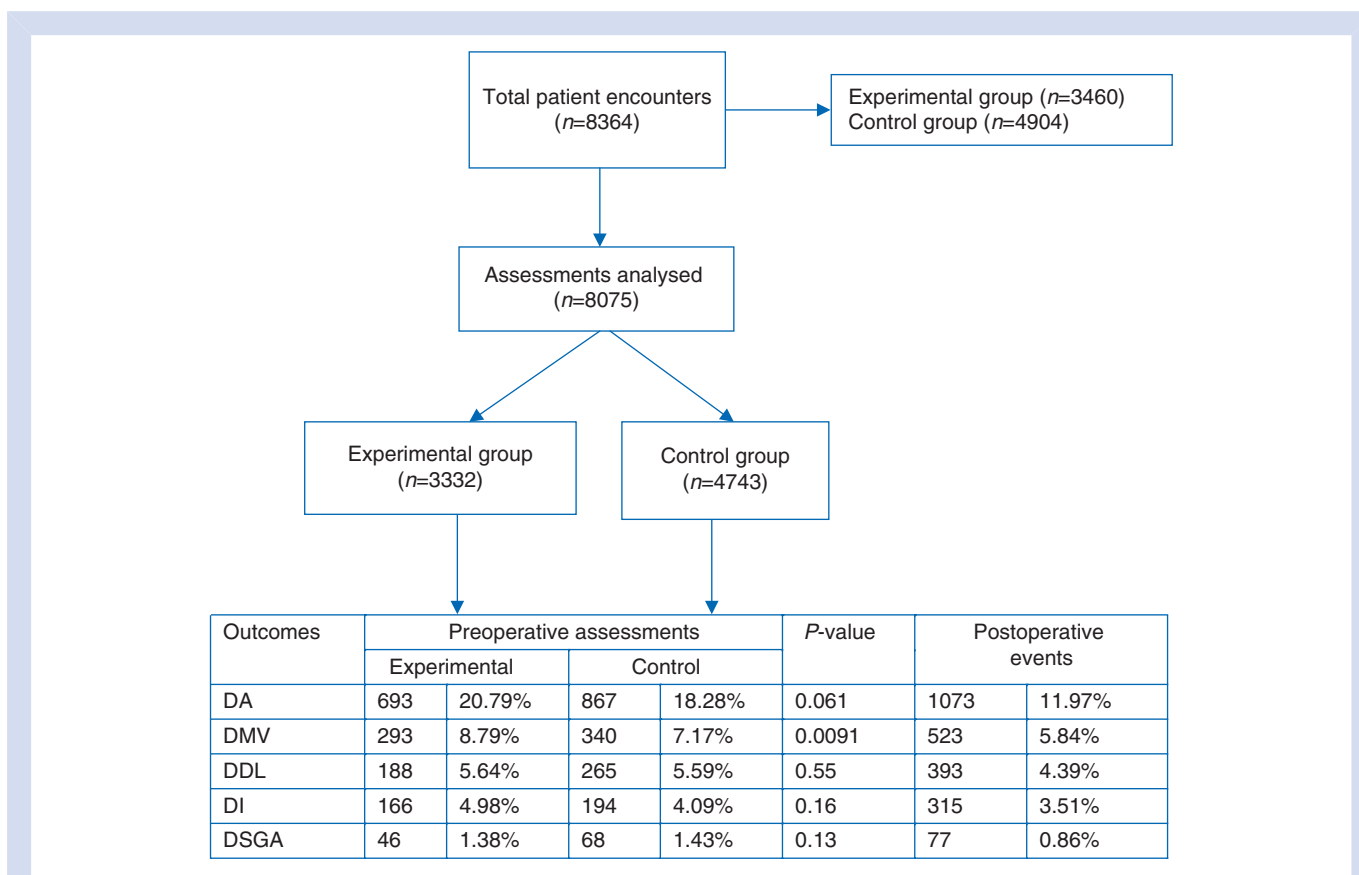 Total patient encounters
(n=8364)
Experimental group (n=3460)
Control group (n=4904)
Assessments analysed
(n=8075)
Experimental group
(n=3332)
Control group
(n=4743)
Outcomes Preoperative assessments P-value Postoperative
events
Experimental Control
DA 693 20.79% 867 18.28% 0.061 1073 11.97%
DMV 293 8.79% 340 7.17% 0.0091 523 5.84%
DDL 188 5.64% 265 5.59% 0.55 393 4.39%
DI 166 4.98% 194 4.09% 0.16 315 3.51%
DSGA 46 1.38% 68 1.43% 0.13 77 0.86%